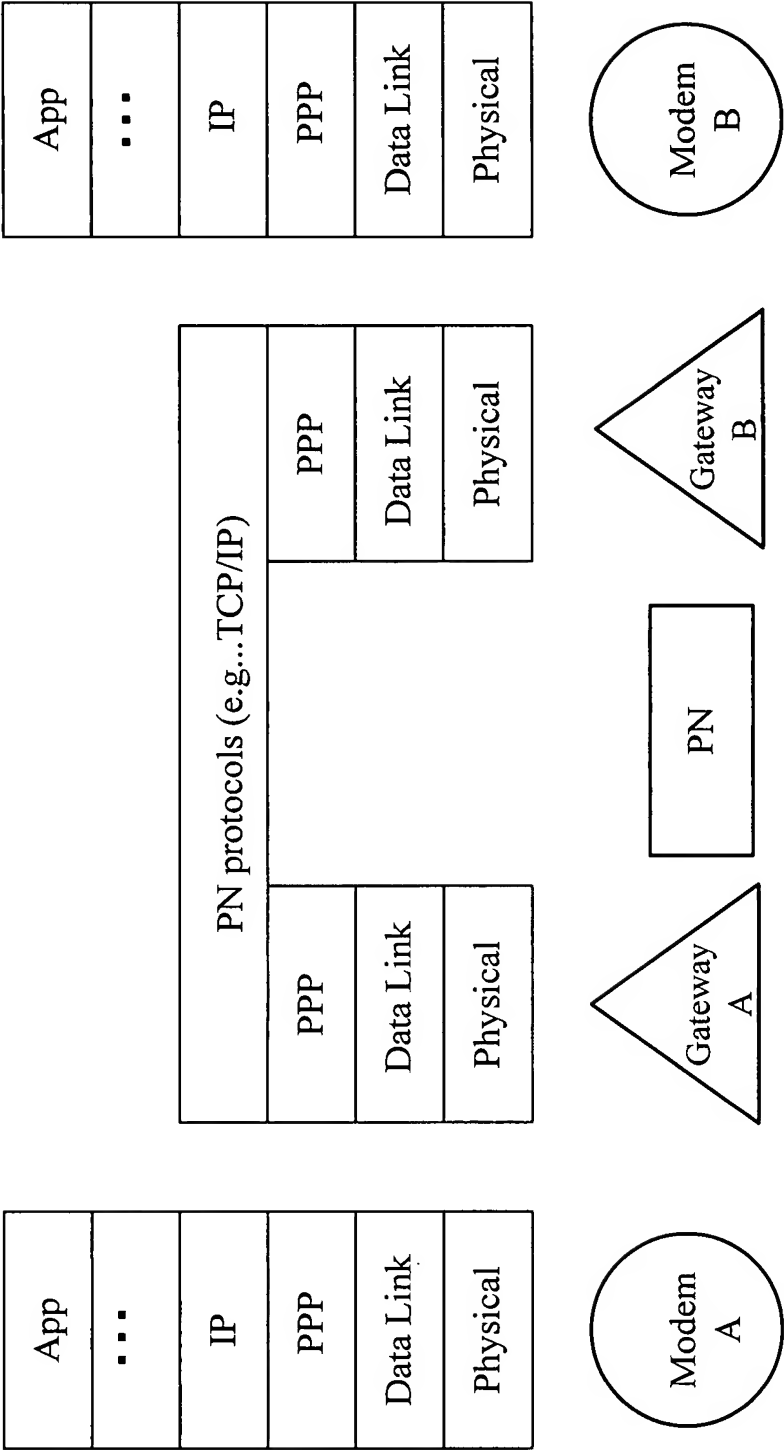 App
...
IP
PPP
Data Link
Physical
Modem
A
PN protocols (e.g...TCP/IP)
PPP
Data Link
Physical
Gateway
A
PN
PPP
Data Link
Physical
Gateway
B
App
...
IP
PPP
Data Link
Physical
Modem
B